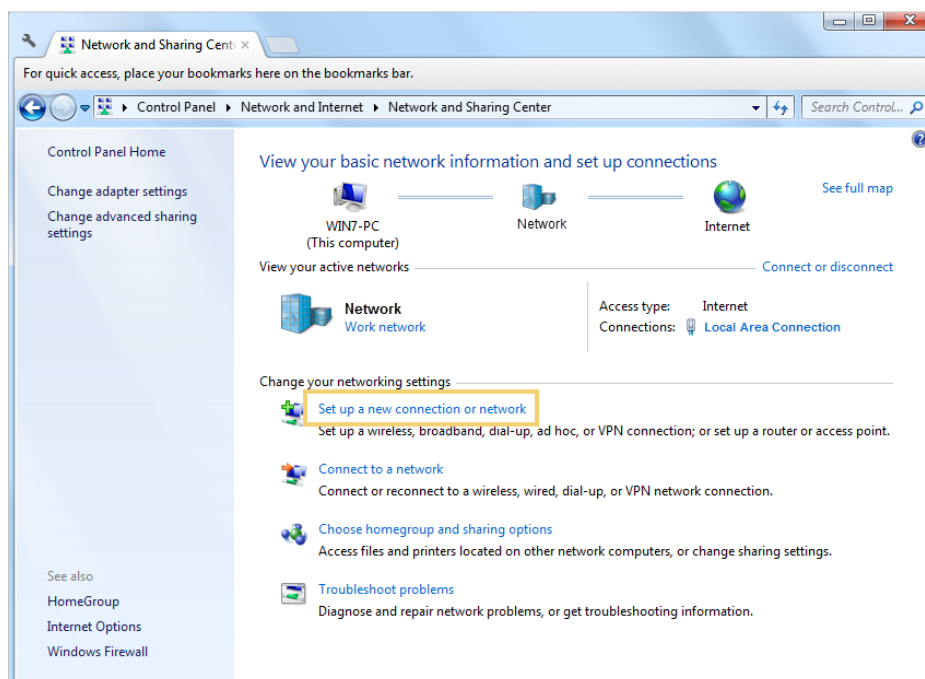 Network and Sharing Cent
For quick access, place your bookmarks here on the bookmarks bar.
Control Panel Network and Internet Network and Sharing Center
Search Control...
Control Panel Home
Change adapter settings
Change advanced sharing
settings
View your basic network information and set up connections
See full map
WIN7-PC
(This computer)
Network
Internet
View your active networks
Connect or disconnect
Network
Work network
Access type: Internet
Connections: Local Area Connection
Change your networking settings
Set up a new connection or network
Set up a wireless, broadband, dial-up, ad hoc, or VPN connection; or set up a router or access point.
Connect to a network
Connect or reconnect to a wireless, wired, dial-up, or VPN network connection.
Choose homegroup and sharing options
Access files and printers located on other network computers, or change sharing settings.
Troubleshoot problems
Diagnose and repair network problems, or get troubleshooting information.
See also
HomeGroup
Internet Options
Windows Firewall